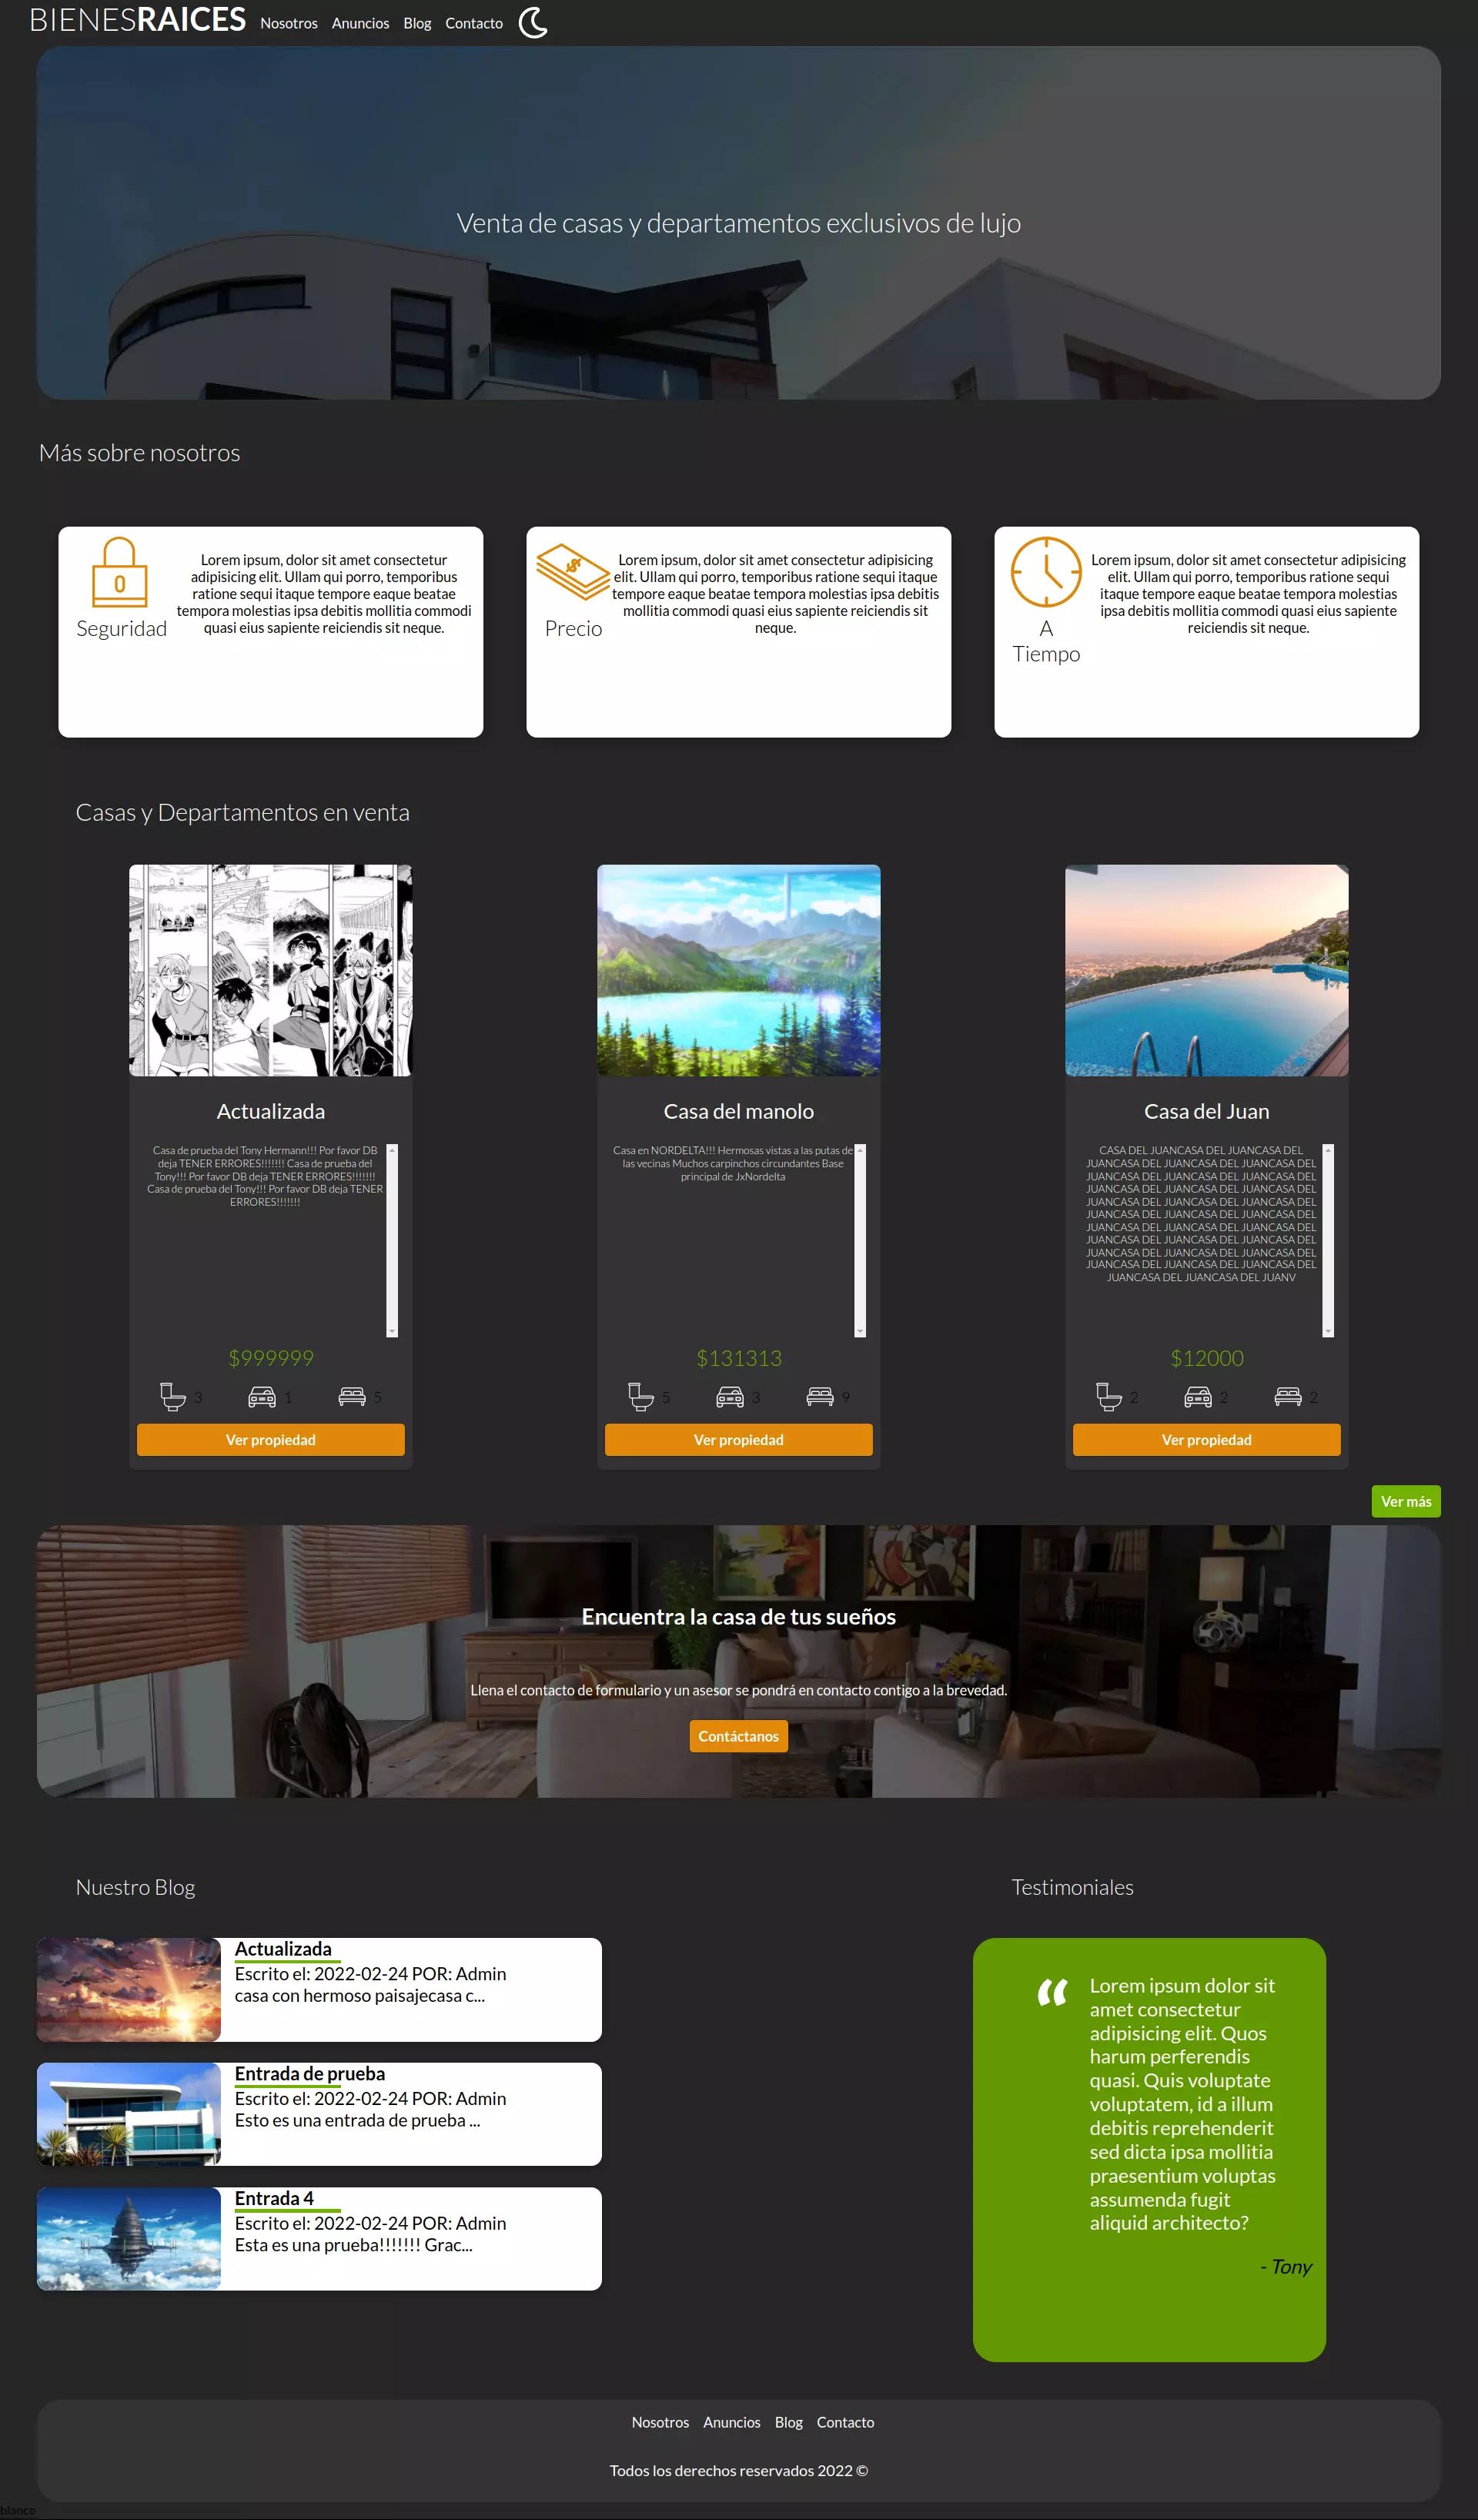 BIENESRAICES Nosotros Anuncios Blog Contacto
Venta de casas y departamentos exclusivos de lujo
Más sobre nosotros
Seguridad
Lorem ipsum, dolor sit amet consectetur
adipisicing elit. Ullam qui porro, temporibus
ratione sequi itaque tempore eaque beatae
tempora molestias ipsa debitis mollitia commodi
quasi eius sapiente reiciendis sit neque.
Precio
Lorem ipsum, dolor sit amet consectetur adipisicing
elit. Ullam qui porro, temporibus ratione sequi itaque
tempore eaque beatae tempora molestias ipsa debitis
mollitia commodi quasi eius sapiente reiciendis sit
neque.
A
Tiempo
Lorem ipsum, dolor sit amet consectetur adipisicing
elit. Ullam qui porro, temporibus ratione sequi
itaque tempore eaque beatae tempora molestias
ipsa debitis mollitia commodi quasi eius sapiente
reiciendis sit neque.
Casas y Departamentos en venta
Actualizada
Casa de prueba del Tony Hermann!!! Por favor DB
deja TENER ERRORES!!!!!!! Casa de prueba del
Tony!!! Por favor DB deja TENER ERRORES!!!!!!!
Casa de prueba del Tony!!! Por favor DB deja TENER
ERRORES!!!!!!!
$999999
3 1 5
Ver propiedad
Casa del manolo
Casa en NORDELTA!!! Hermosas vistas a las putas de
las vecinas Muchos carpinchos circundantes Base
principal de JxNordelta
$131313
5 3 9
Ver propiedad
Casa del Juan
CASA DEL JUANCASA DEL JUANCASA DEL
JUANCASA DEL JUANCASA DEL JUANCASA DEL
JUANCASA DEL JUANCASA DEL JUANCASA DEL
JUANCASA DEL JUANCASA DEL JUANCASA DEL
JUANCASA DEL JUANCASA DEL JUANCASA DEL
JUANCASA DEL JUANCASA DEL JUANCASA DEL
JUANCASA DEL JUANCASA DEL JUANCASA DEL
JUANCASA DEL JUANCASA DEL JUANCASA DEL
JUANCASA DEL JUANCASA DEL JUANCASA DEL
JUANCASA DEL JUANCASA DEL JUANCASA DEL
JUANCASA DEL JUANCASA DEL JUANV
$12000
2 2 2
Ver propiedad
Ver más
Encuentra la casa de tus sueños
Llena el contacto de formulario y un asesor se pondrá en contacto contigo a la brevedad.
Contáctanos
Nuestro Blog
Actualizada
Escrito el: 2022-02-24 POR: Admin
casa con hermoso paisajecasa c...
Entrada de prueba
Escrito el: 2022-02-24 POR: Admin
Esto es una entrada de prueba ...
Entrada 4
Escrito el: 2022-02-24 POR: Admin
Esta es una prueba!!!!!!! Grac...
Testimoniales
“ Lorem ipsum dolor sit
amet consectetur
adipisicing elit. Quos
harum perferendis
quasi. Quis voluptate
voluptatem, id a illum
debitis reprehenderit
sed dicta ipsa mollitia
praesentium voluptas
assumenda fugit
aliquid architecto?
- Tony
Nosotros Anuncios Blog Contacto
Todos los derechos reservados 2022 ©
blanco